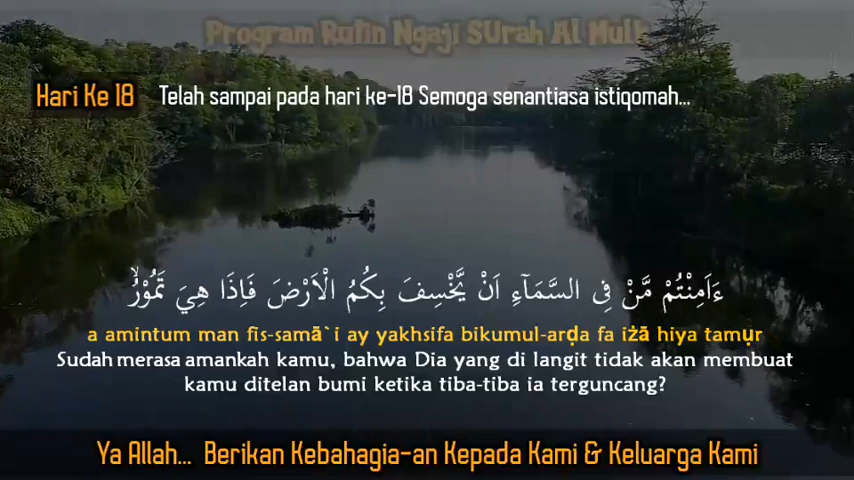 Program Rutin Ngaji SUrah Al Mulk
Hari Ke 18
Telah sampai pada hari ke-18 Semoga senantiasa istiqomah...
ءَاَمِنْتُمْ مَّنْ فِى السَّمَاۤءِ اَنْ يَّخْسِفَ بِكُمُ الْاَرْضَ فَاِذَا هِيَ تَمُوْرُۙ
a amintum man fis-samā`i ay yakhsifa bikumul-arḍa fa iżā hiya tamụr
Sudah merasa amankah kamu, bahwa Dia yang di langit tidak akan membuat
kamu ditelan bumi ketika tiba-tiba ia terguncang?
Ya Allah... Berikan Kebahagia-an Kepada Kami & Keluarga Kami